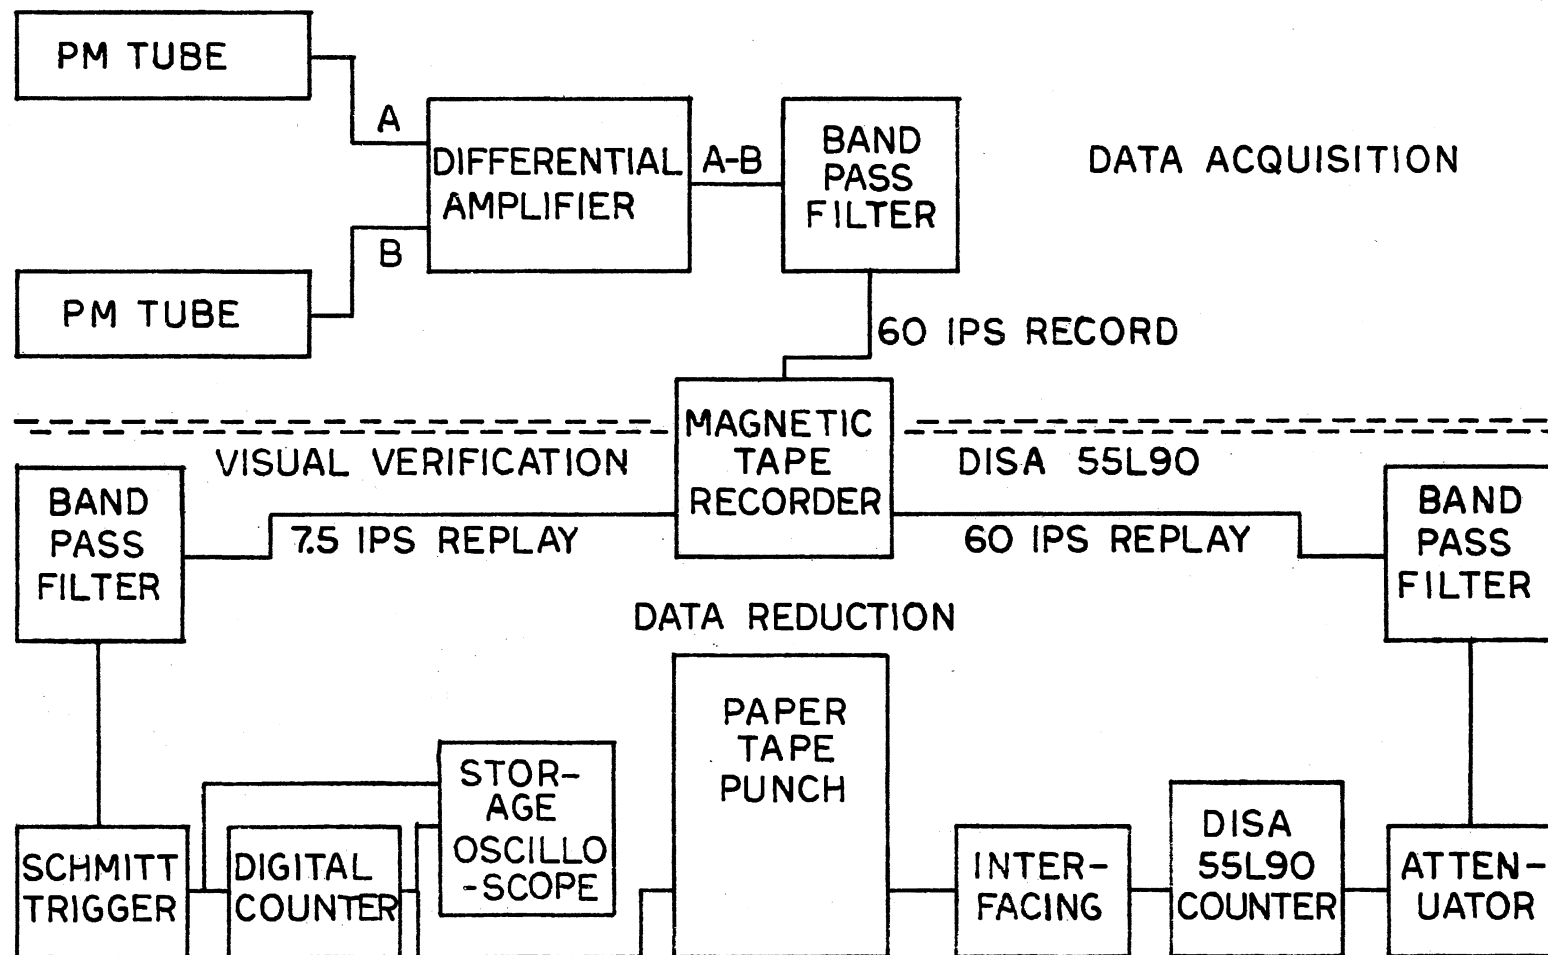 PM TUBE
A
DIFFERENTIAL
AMPLIFIER
A-B
BAND
PASS
FILTER
DATA ACQUISITION
B
PM TUBE
60 IPS RECORD
MAGNETIC
TAPE
RECORDER
VISUAL VERIFICATION
DISA 55L90
BAND
PASS
FILTER
7.5 IPS REPLAY
60 IPS REPLAY
BAND
PASS
FILTER
DATA REDUCTION
PAPER
TAPE
PUNCH
STOR-
AGE
OSCILLO
-SCOPE
SCHMITT
TRIGGER
DIGITAL
COUNTER
INTER-
FACING
DISA
55L90
COUNTER
ATTEN-
UATOR